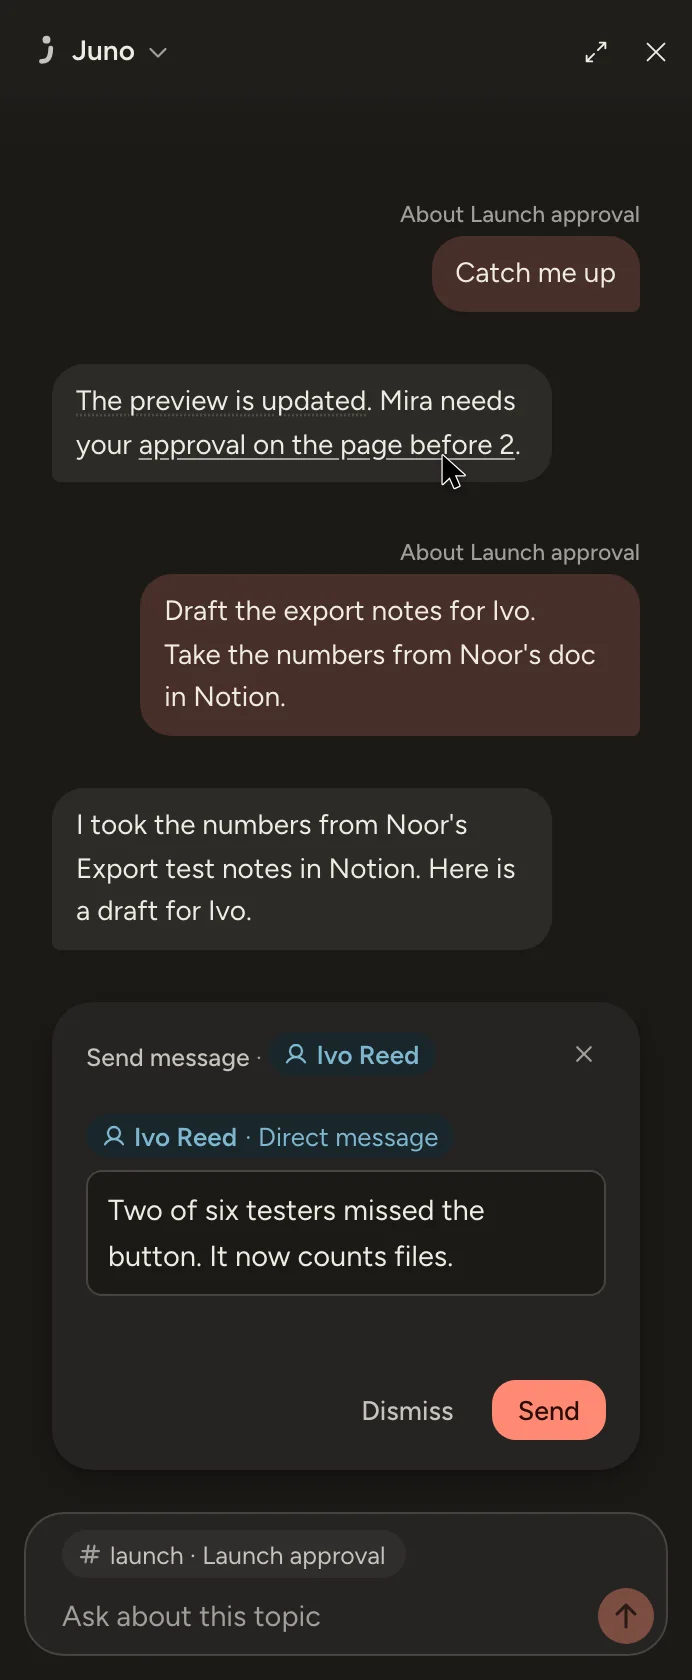 Juno
About Launch approval
Catch me up
The preview is updated. Mira needs
your approval on the page before 2.
About Launch approval
Draft the export notes for Ivo.
Take the numbers from Noor's doc
in Notion.
I took the numbers from Noor's
Export test notes in Notion. Here is
a draft for Ivo.
Send message · Ivo Reed
Ivo Reed · Direct message
Two of six testers missed the
button. It now counts files.
Dismiss
Send
# launch · Launch approval
Ask about this topic